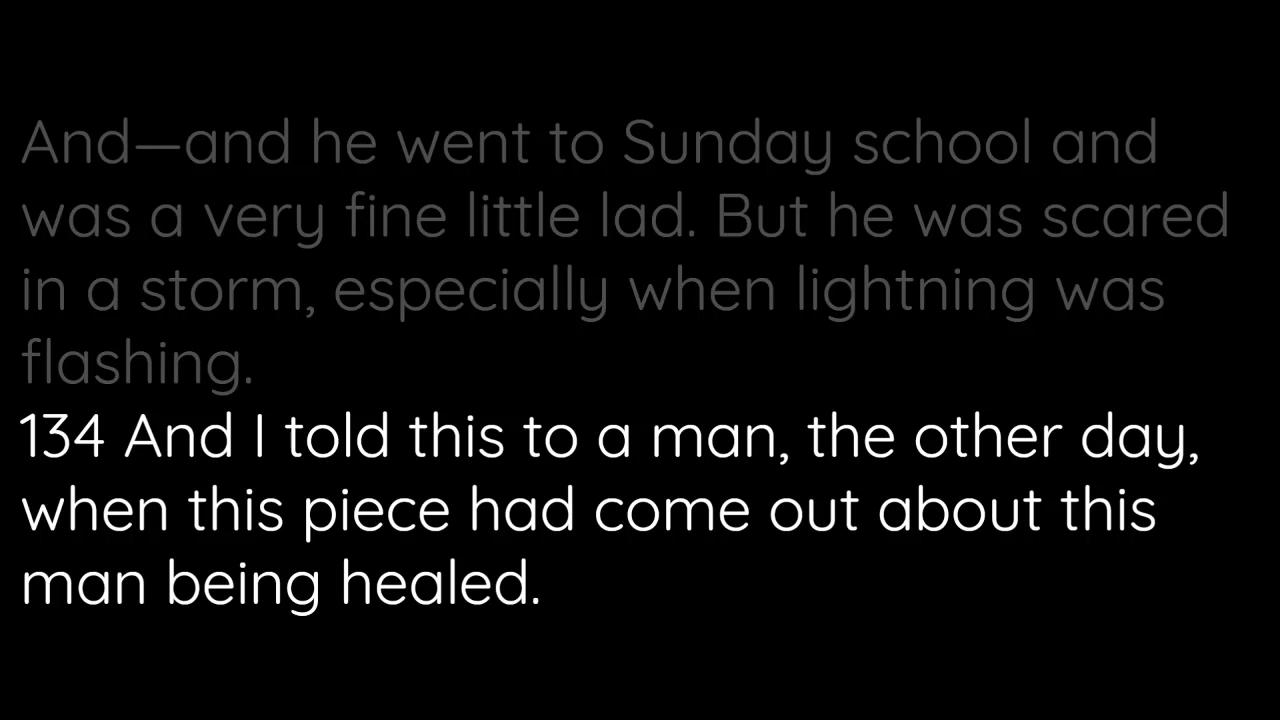 And—and he went to Sunday school and
was a very fine little lad. But he was scared
in a storm, especially when lightning was
flashing.
134 And I told this to a man, the other day,
when this piece had come out about this
man being healed.